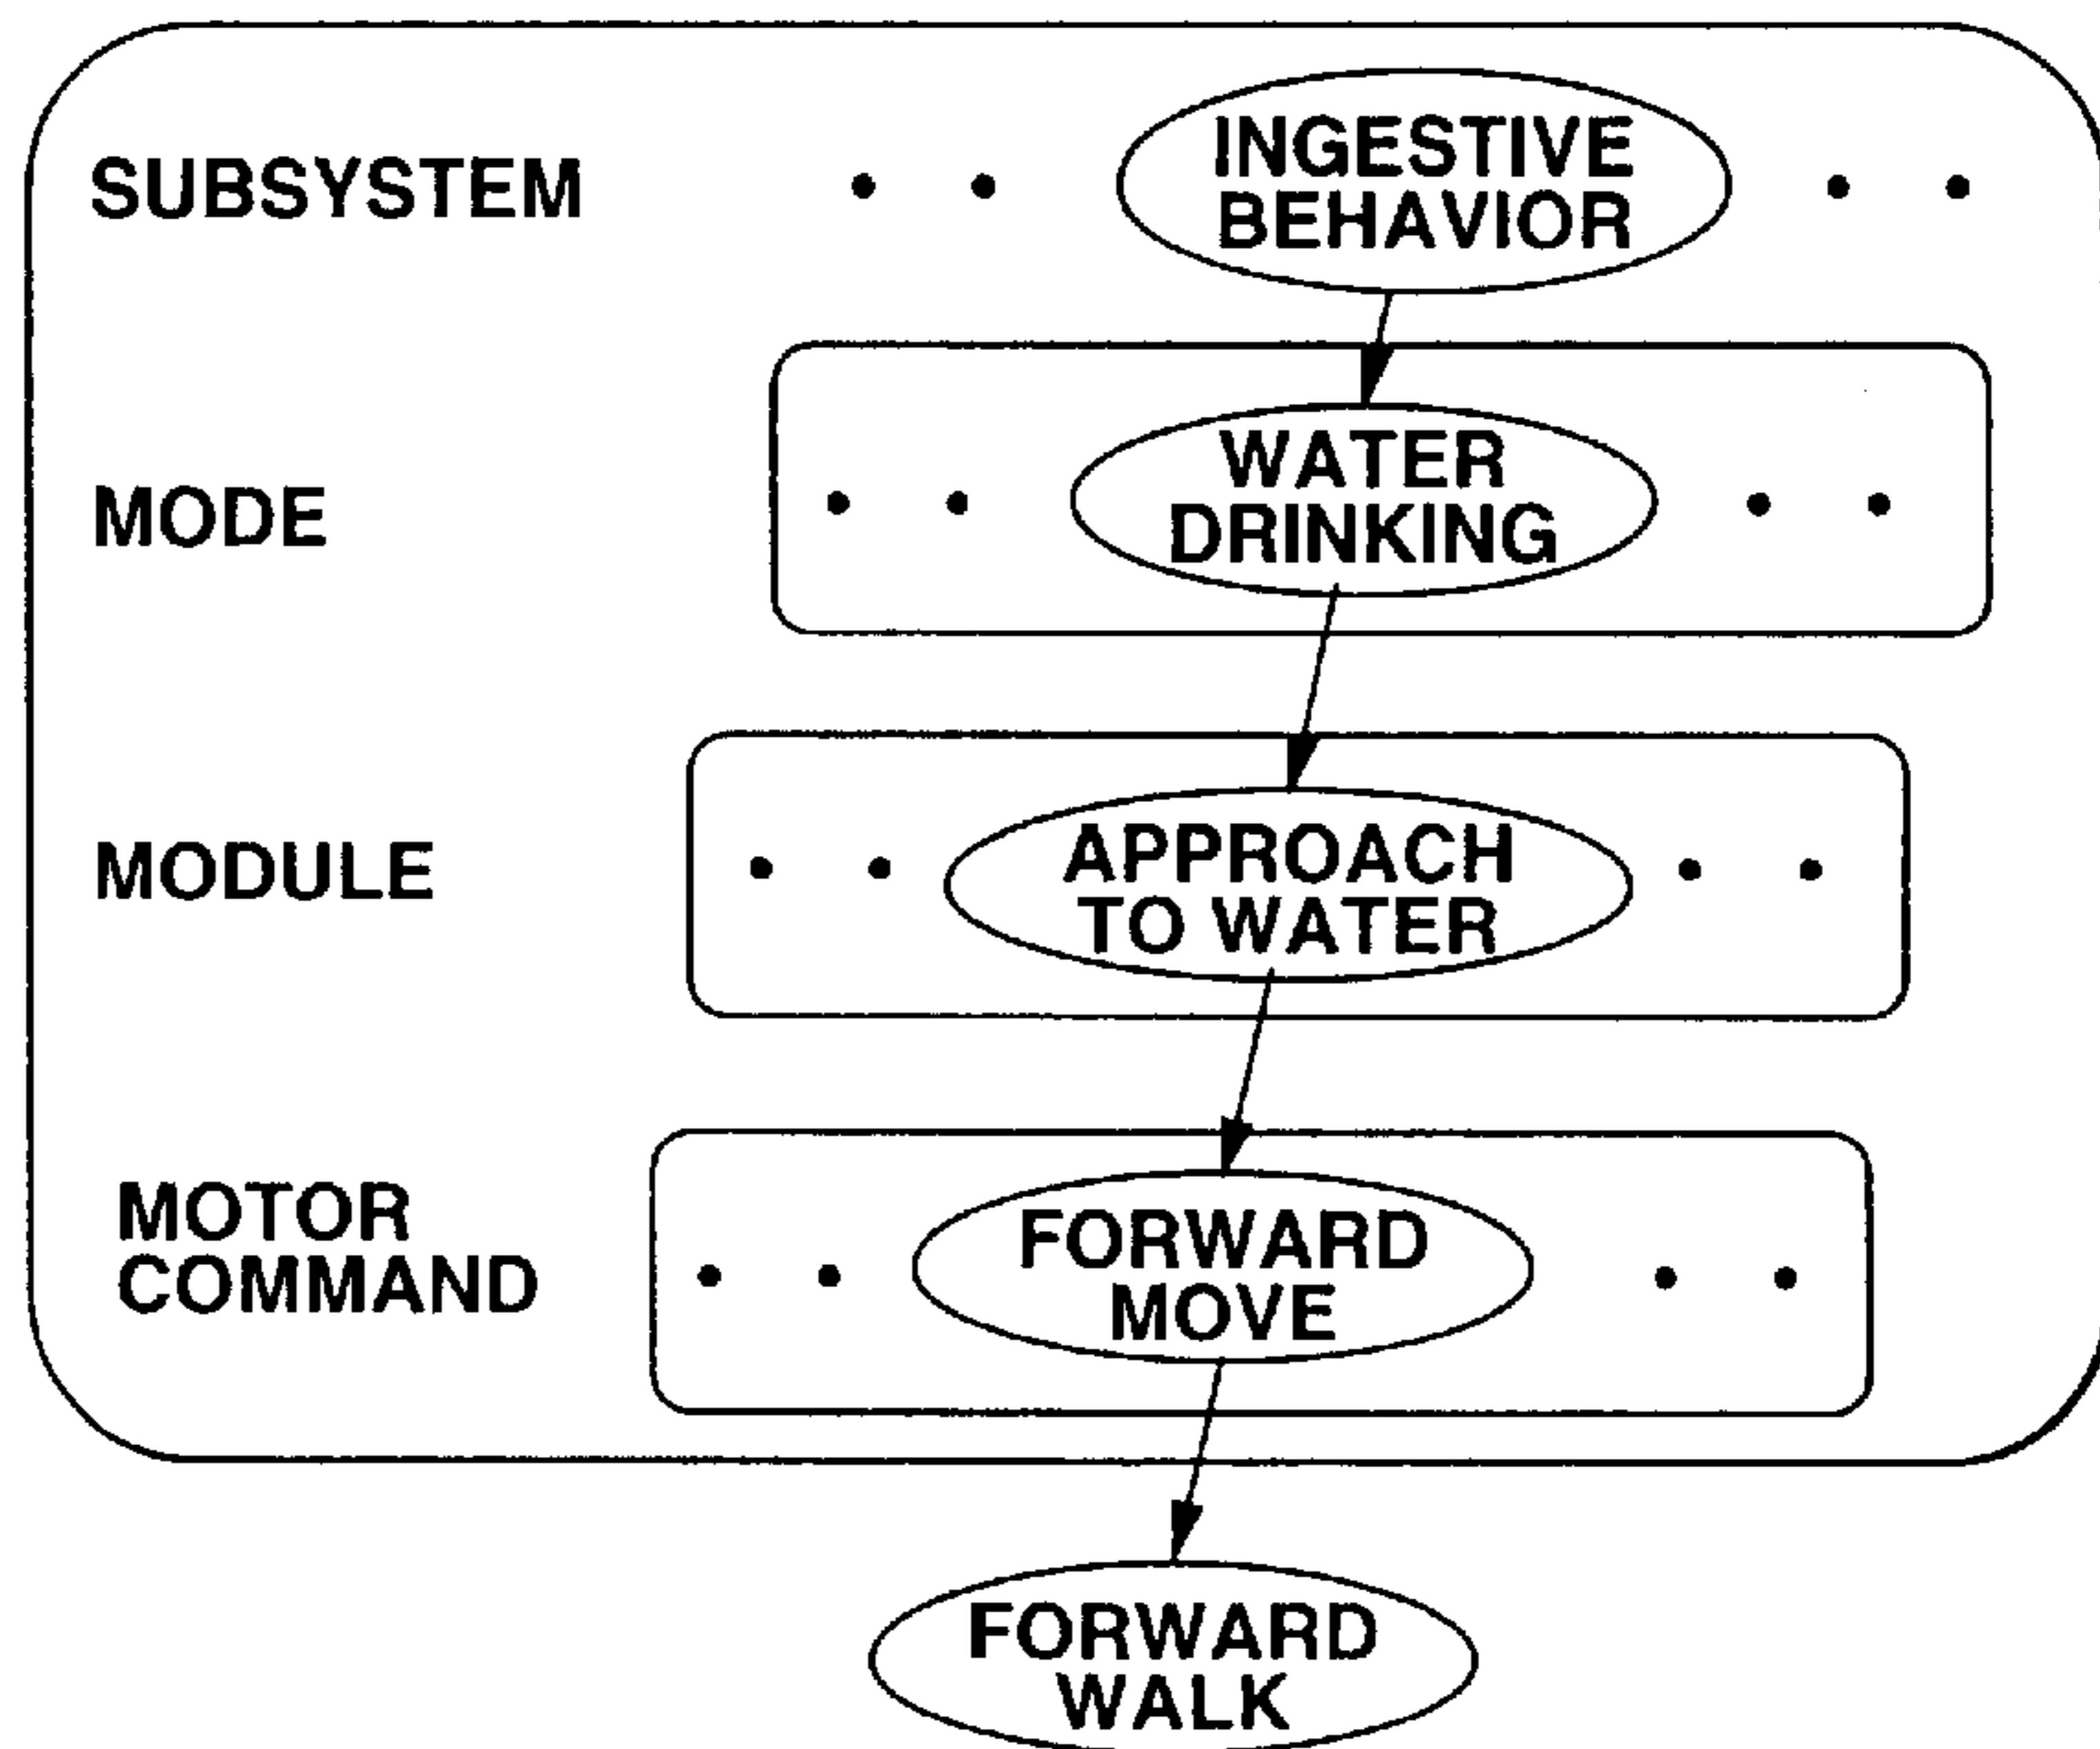 SUBSYSTEM
INGESTIVE
BEHAVIOR
MODE
WATER
DRINKING
MODULE
APPROACH
TO WATER
MOTOR
COMMAND
FORWARD
MOVE
FORWARD
WALK